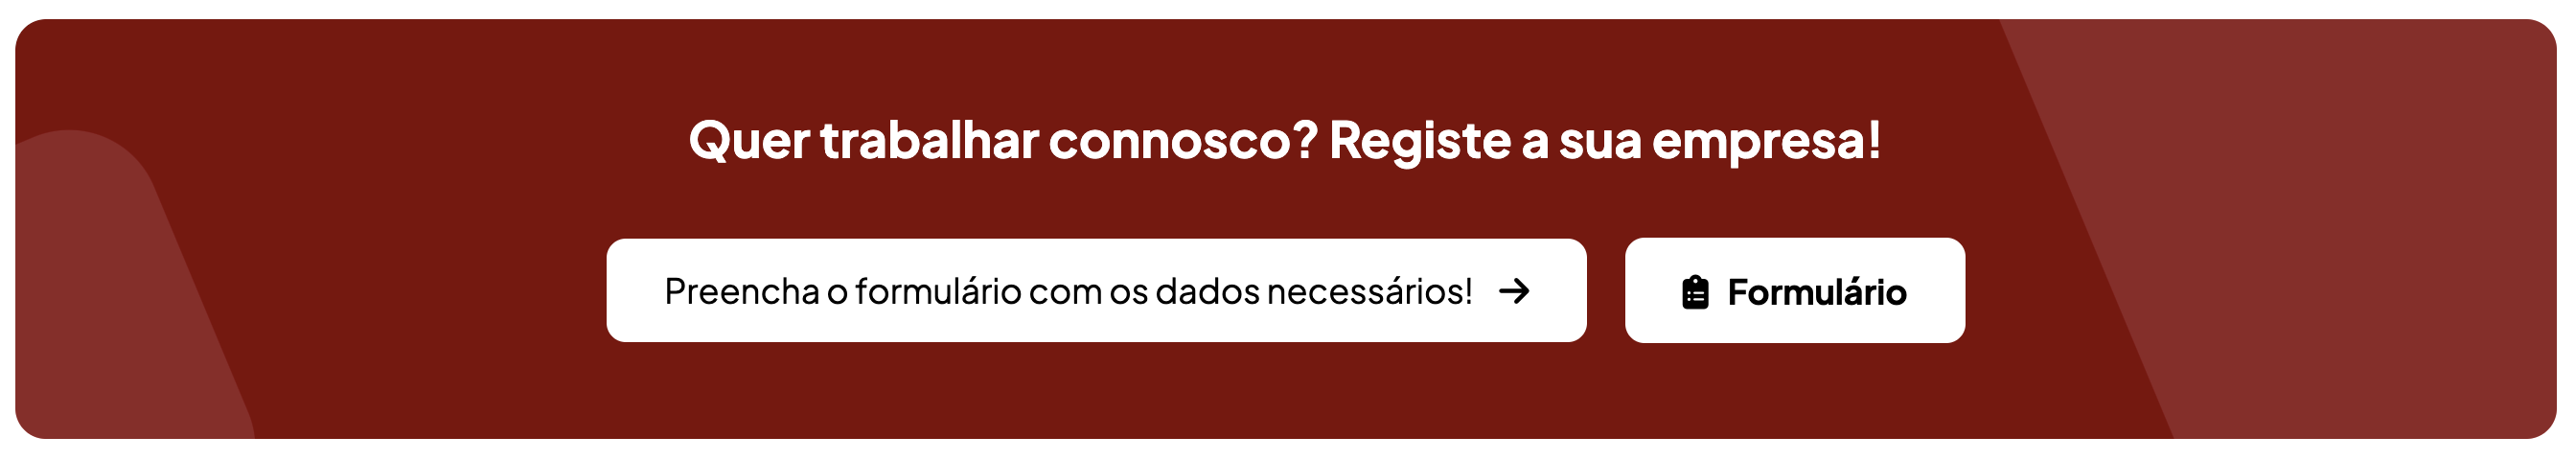 Quer trabalhar connosco? Registe a sua empresa!
Preencha o formulário com os dados necessários! →
Formulário